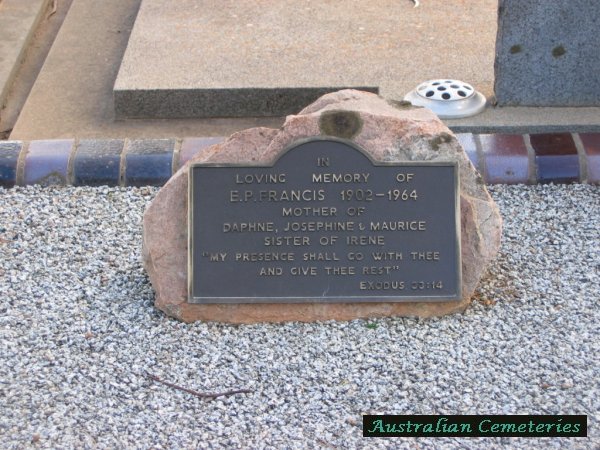 IN
LOVING MEMORY OF
E.P. FRANCIS 1902-1964
MOTHER OF
DAPHNE, JOSEPHINE & MAURICE
SISTER OF IRENE
"MY PRESENCE SHALL GO WITH THEE
AND GIVE THEE REST"
EXODUS 33:14
Australian Cemeteries